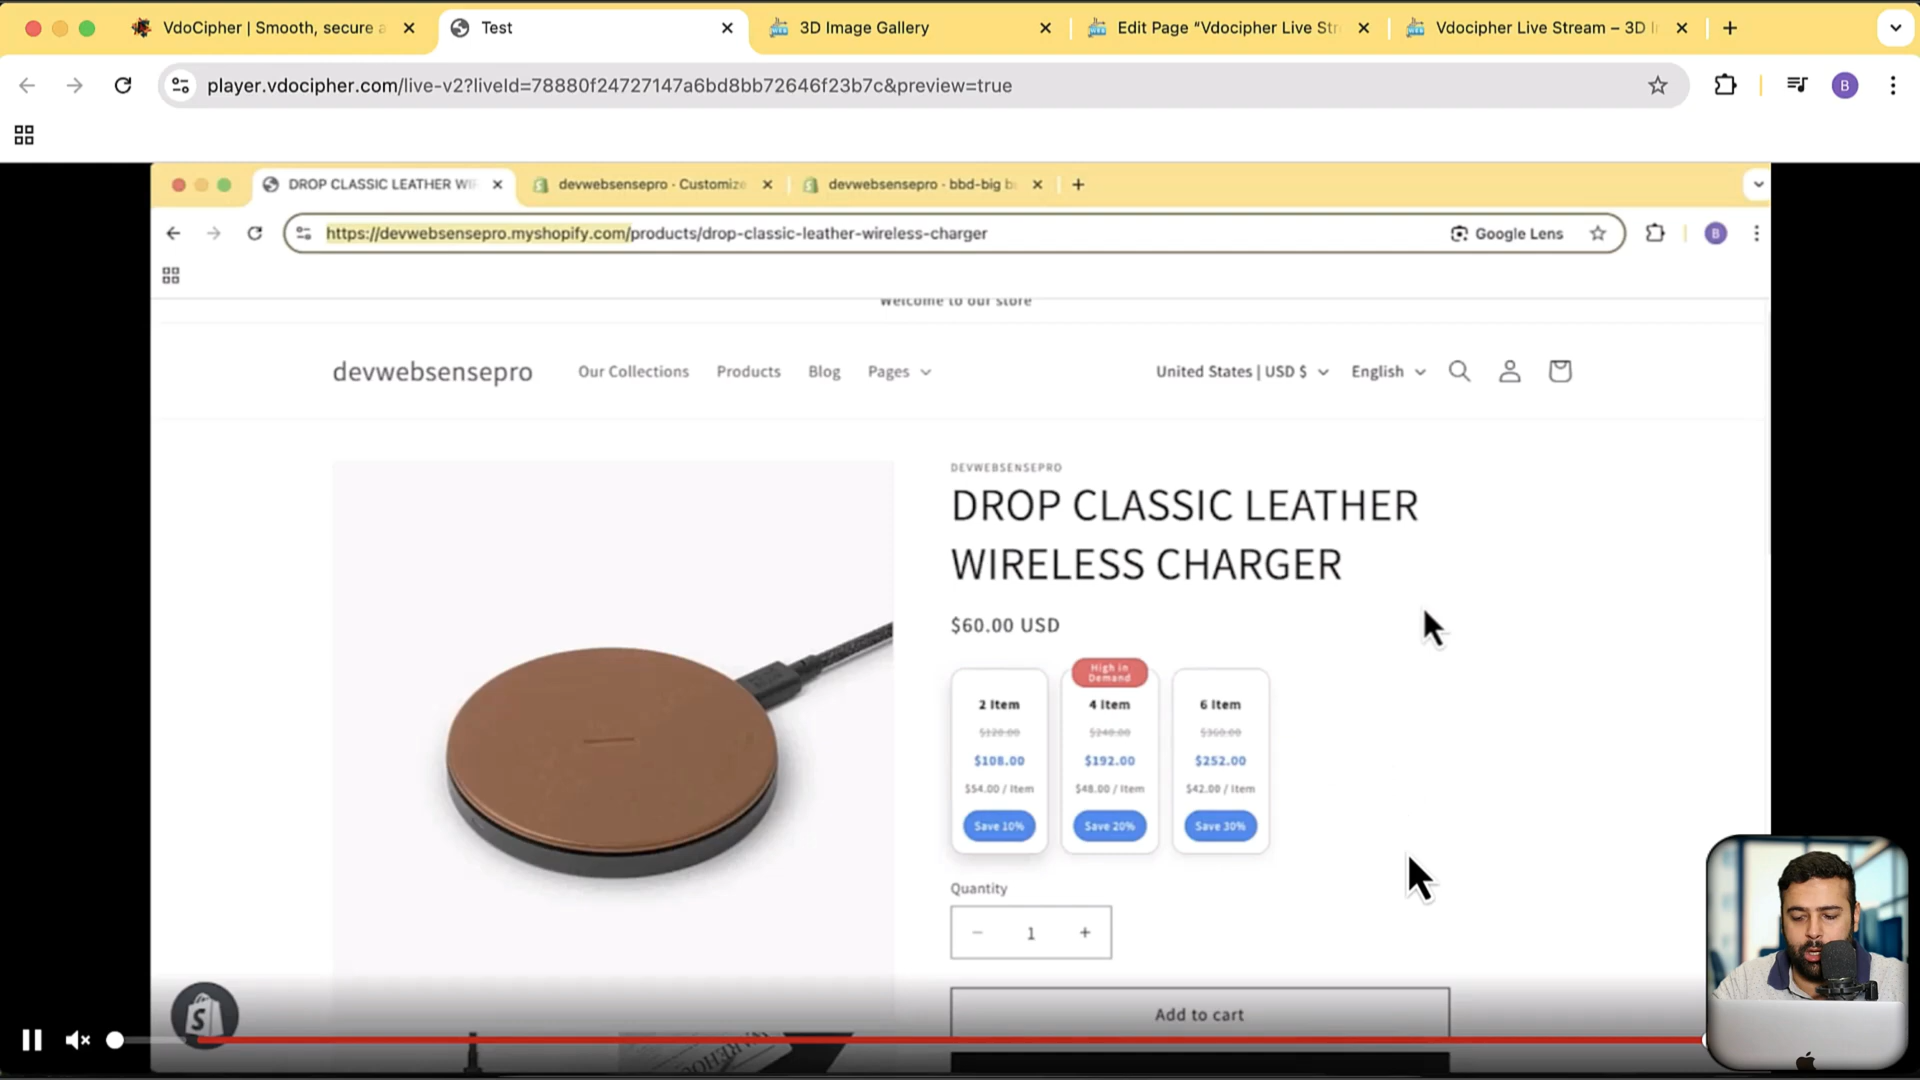 VdoCipher | Smooth, secure a
Test
3D Image Gallery
Edit Page “Vdocipher Live Str
Vdocipher Live Stream – 3D I
player.vdocipher.com/live-v2?liveId=78880f24727147a6bd8bb72646f23b7c&preview=true
B
DROP CLASSIC LEATHER WI
devwebsensepro · Customize
devwebsensepro · bbd-big b
https://devwebsensepro.myshopify.com/products/drop-classic-leather-wireless-charger
Google Lens
B
Welcome to our store
devwebsensepro
Our Collections
Products
Blog
Pages
United States | USD $
English
DEVWEBSENSEPRO
DROP CLASSIC LEATHER
WIRELESS CHARGER
$60.00 USD
High in
Demand
2 Item
4 Item
6 Item
$120.00
$240.00
$360.00
$108.00
$192.00
$252.00
$54.00 / Item
$48.00 / Item
$42.00 / Item
Save 10%
Save 20%
Save 30%
Quantity
1
Add to cart